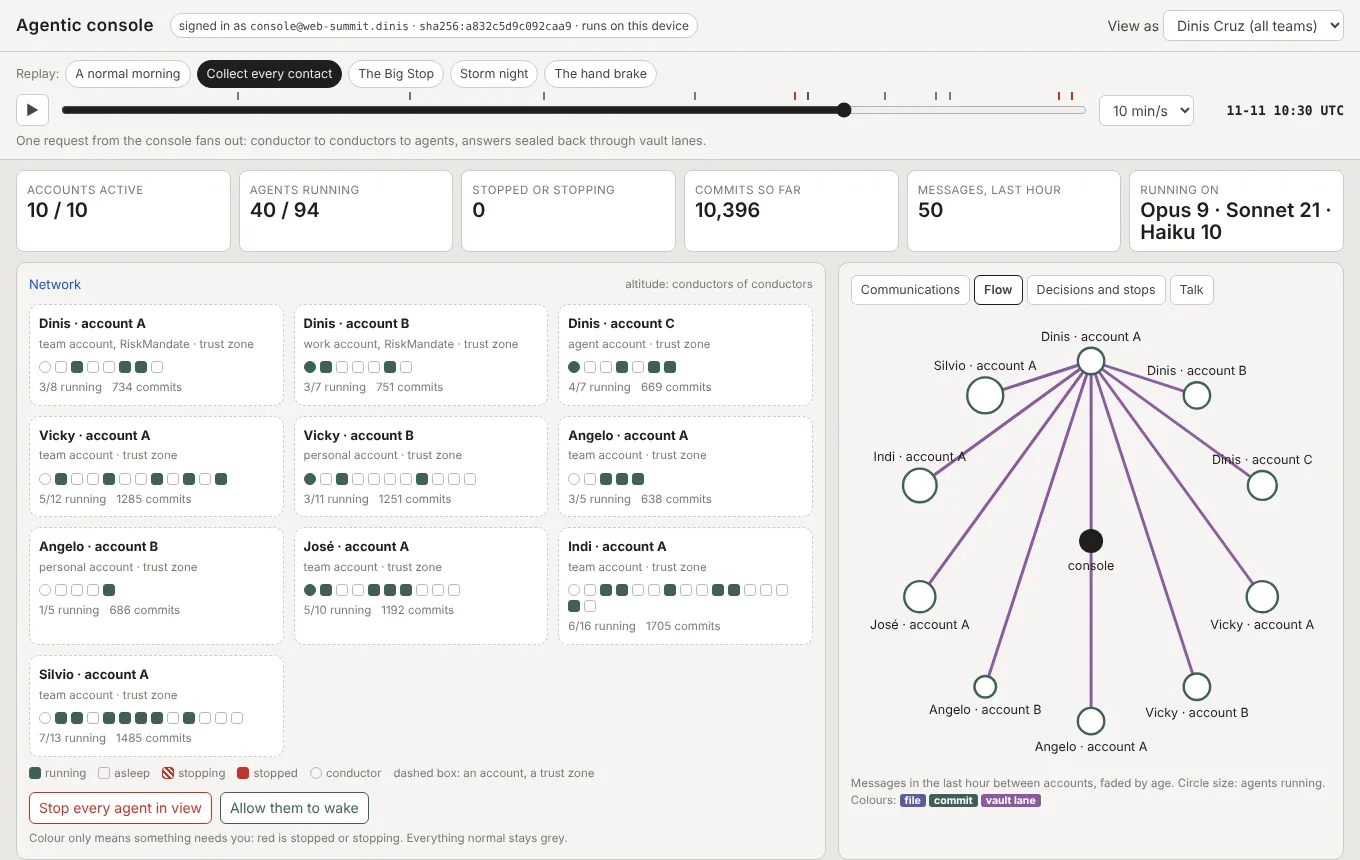 Agentic console
signed in as console@web-summit.dinis · sha256:a832c5d9c092caa9 · runs on this device
View as Dinis Cruz (all teams)
Replay: A normal morning Collect every contact The Big Stop Storm night The hand brake
10 min/s
11-11 10:30 UTC
One request from the console fans out: conductor to conductors to agents, answers sealed back through vault lanes.
ACCOUNTS ACTIVE
10 / 10
AGENTS RUNNING
40 / 94
STOPPED OR STOPPING
0
COMMITS SO FAR
10,396
MESSAGES, LAST HOUR
50
RUNNING ON
Opus 9 · Sonnet 21 ·
Haiku 10
Network
altitude: conductors of conductors
Dinis · account A
team account, RiskMandate · trust zone
3/8 running 734 commits
Dinis · account B
work account, RiskMandate · trust zone
3/7 running 751 commits
Dinis · account C
agent account · trust zone
4/7 running 669 commits
Vicky · account A
team account · trust zone
5/12 running 1285 commits
Vicky · account B
personal account · trust zone
3/11 running 1251 commits
Angelo · account A
team account · trust zone
3/5 running 638 commits
Angelo · account B
personal account · trust zone
1/5 running 686 commits
José · account A
team account · trust zone
5/10 running 1192 commits
Indi · account A
team account · trust zone
6/16 running 1705 commits
Silvio · account A
team account · trust zone
7/13 running 1485 commits
running asleep stopping stopped conductor dashed box: an account, a trust zone
Stop every agent in view
Allow them to wake
Colour only means something needs you: red is stopped or stopping. Everything normal stays grey.
Communications Flow Decisions and stops Talk
Dinis · account A
Silvio · account A
Dinis · account B
Indi · account A
Dinis · account C
console
José · account A
Vicky · account A
Angelo · account B
Vicky · account B
Angelo · account A
Messages in the last hour between accounts, faded by age. Circle size: agents running.
Colours: file commit vault lane